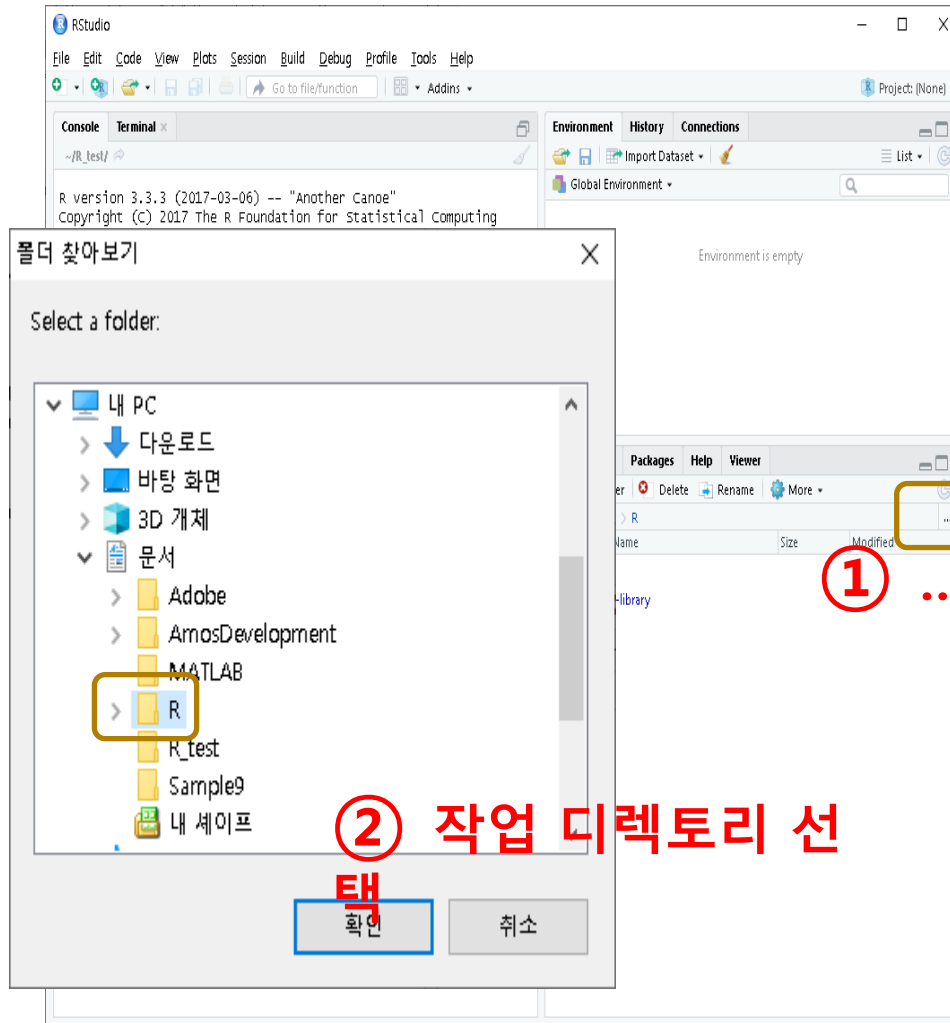 RStudio
File Edit Code View Plots Session Build Debug Profile Tools Help
Go to file/function Addins Project: (None)
Console Terminal
~/R_test/
R version 3.3.3 (2017-03-06) -- "Another Canoe"
Copyright (C) 2017 The R Foundation for Statistical Computing
Environment History Connections
Import Dataset List
Global Environment
Environment is empty
폴더 찾아보기
Select a folder:
내 PC
다운로드
바탕 화면
3D 개체
문서
Adobe
AmosDevelopment
MATLAB
R
R_test
Sample9
내 셰이프
확인 취소
Packages Help Viewer
er Delete Rename More
R ...
Name Size Modified
-library
① ..
② 작업 디렉토리 선
택